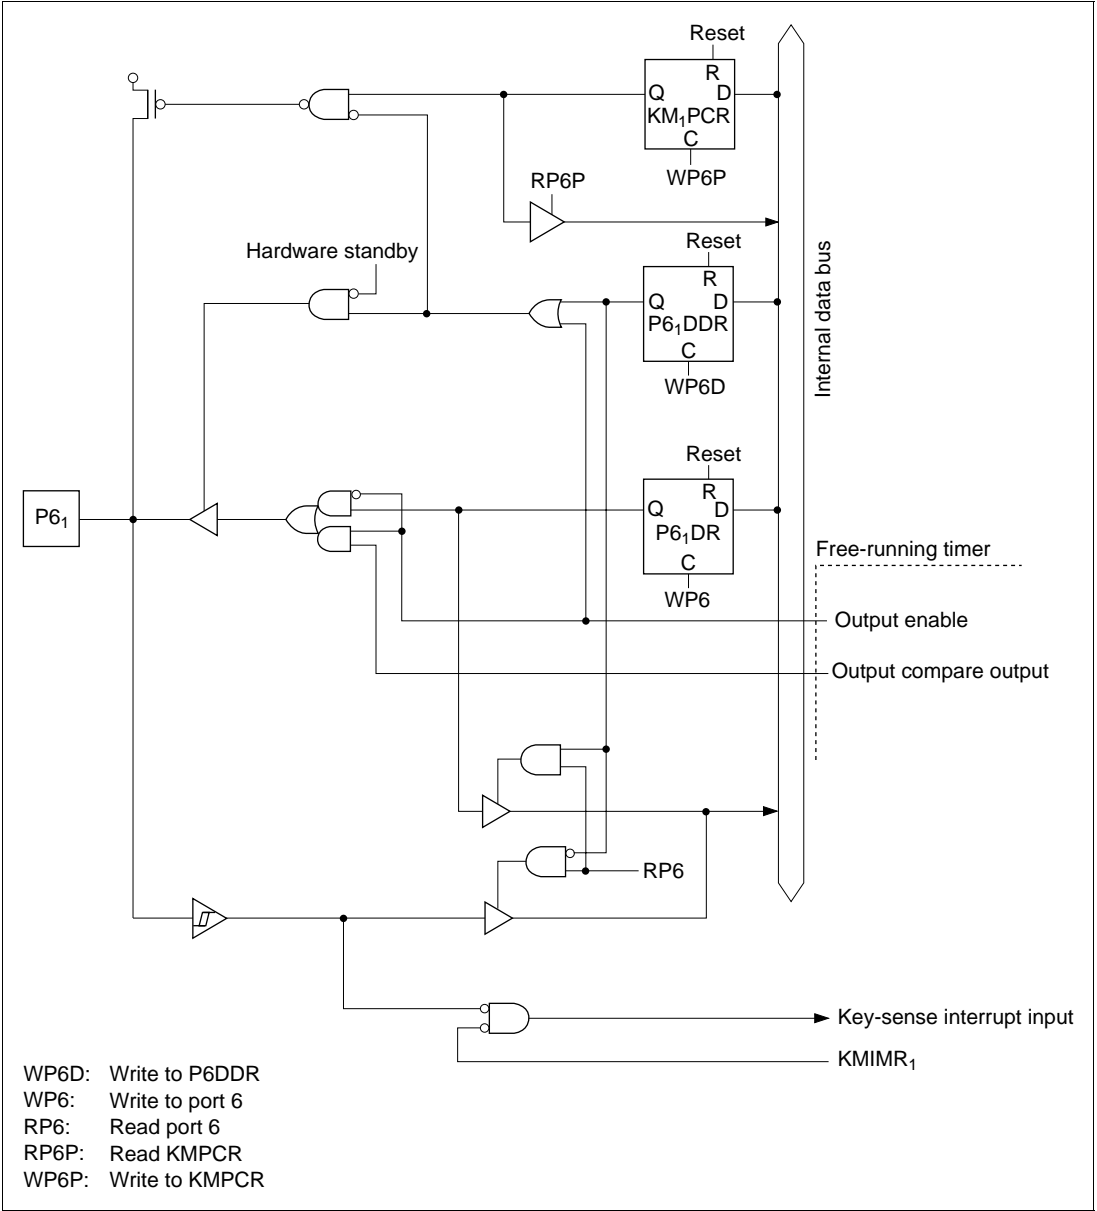 Reset
R
Q D
KM₁PCR
C
WP6P
RP6P
Hardware standby
Reset
R
Q D
P6₁DDR
C
WP6D
Internal data bus
Reset
R
Q D
P6₁DR
C
WP6
P6₁
Free-running timer
Output enable
Output compare output
RP6
Key-sense interrupt input
KMIMR₁
WP6D: Write to P6DDR
WP6: Write to port 6
RP6: Read port 6
RP6P: Read KMPCR
WP6P: Write to KMPCR